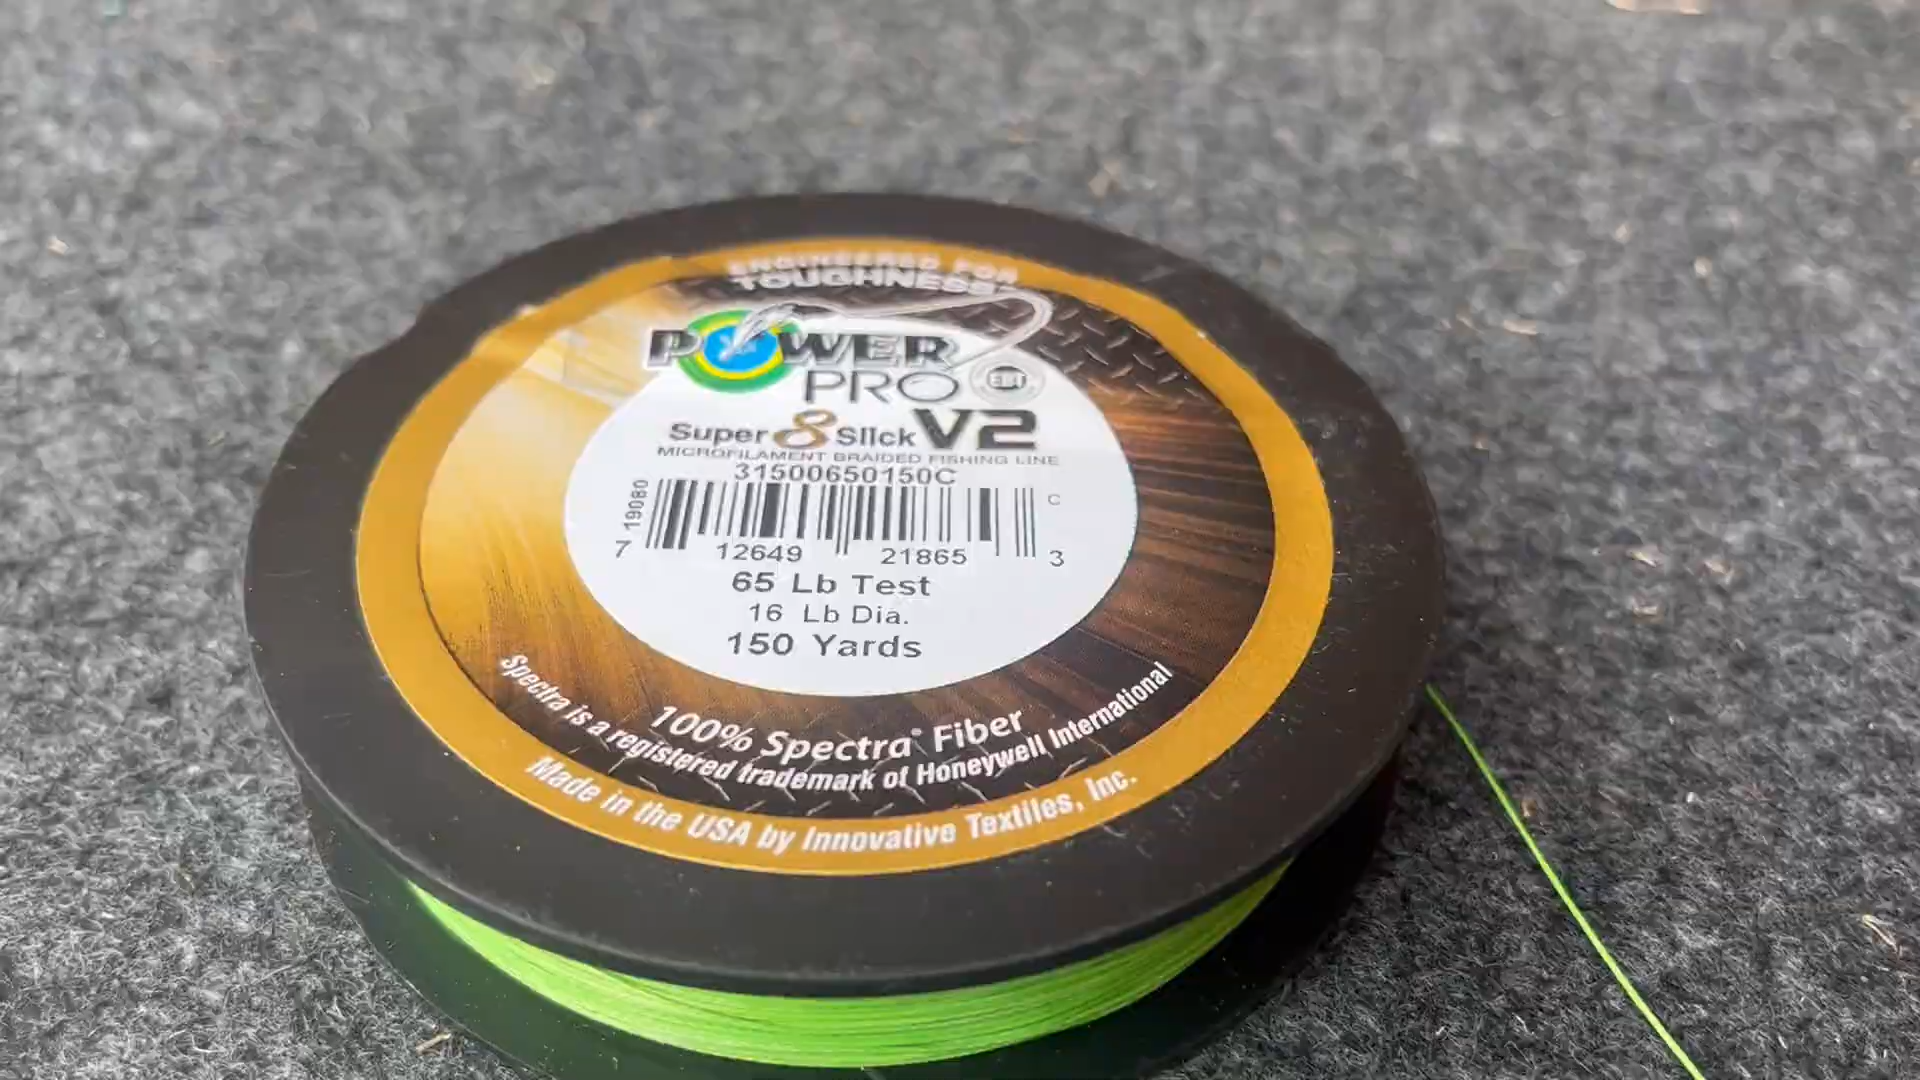 ENGINEERED FOR
TOUGHNESS
POWER
PRO
EBT
Super 8 Slick V2
MICROFILAMENT BRAIDED FISHING LINE
31500650150C
19080
C
7 12649 21865 3
65 Lb Test
16 Lb Dia.
150 Yards
100% Spectra® Fiber
Spectra is a registered trademark of Honeywell International
Made in the USA by Innovative Textiles, Inc.